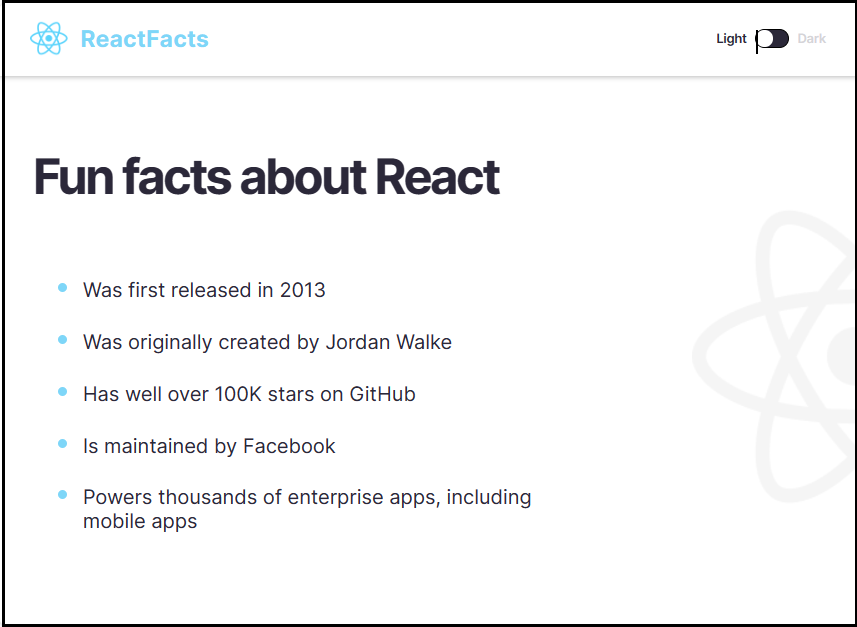 ReactFacts
Light
Dark
Fun facts about React
Was first released in 2013
Was originally created by Jordan Walke
Has well over 100K stars on GitHub
Is maintained by Facebook
Powers thousands of enterprise apps, including
mobile apps